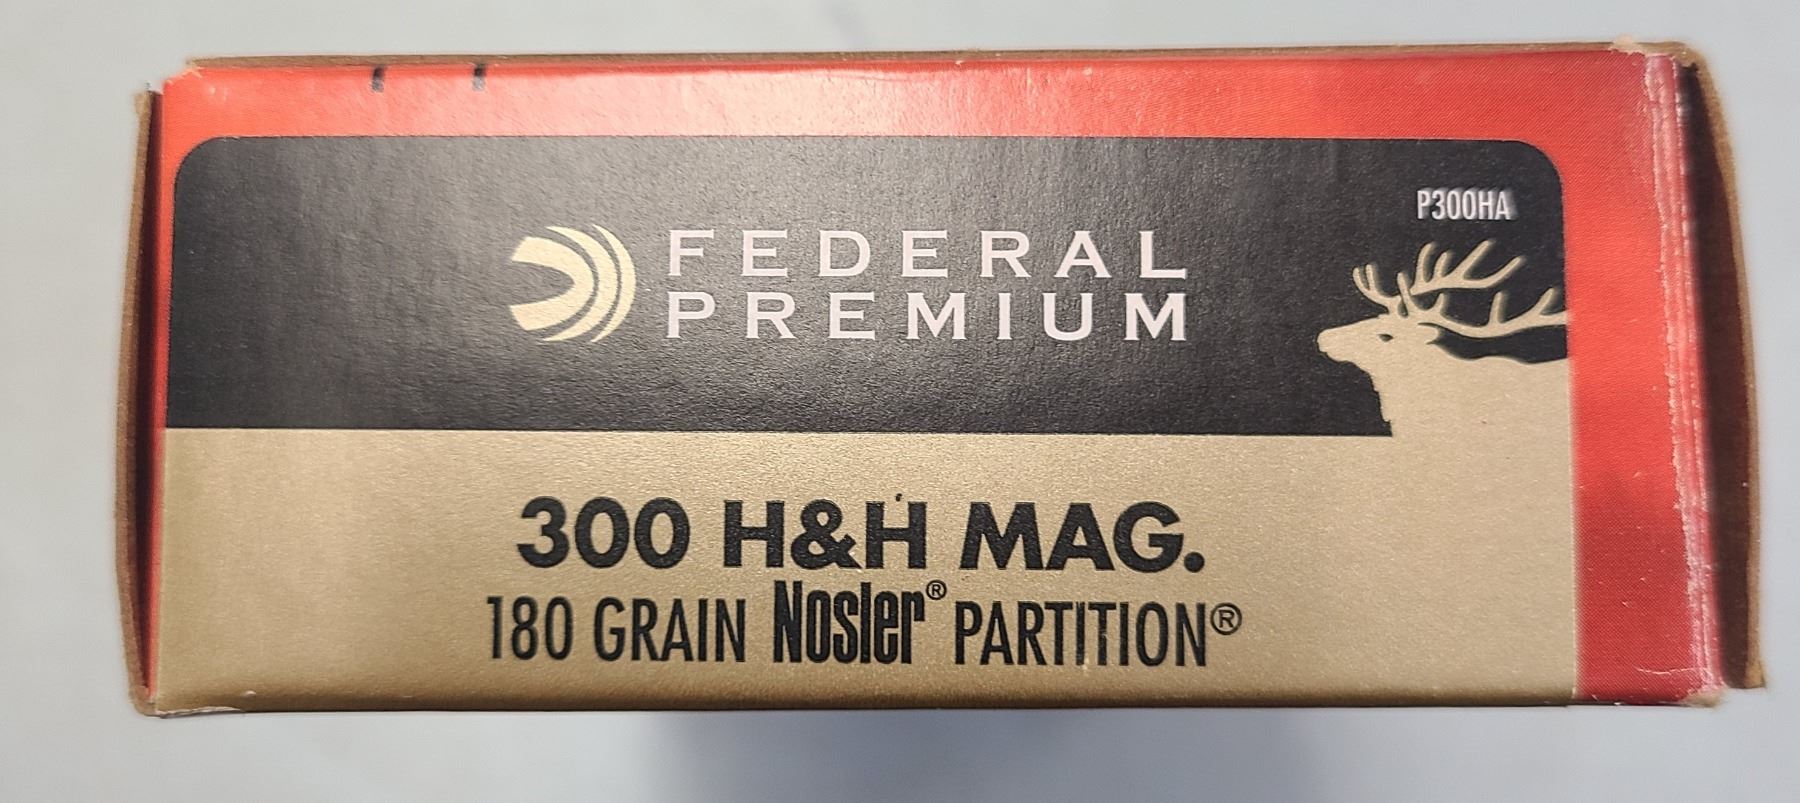 P300HA
FEDERAL
PREMIUM
300 H&H MAG.
180 GRAIN Nosler® PARTITION®